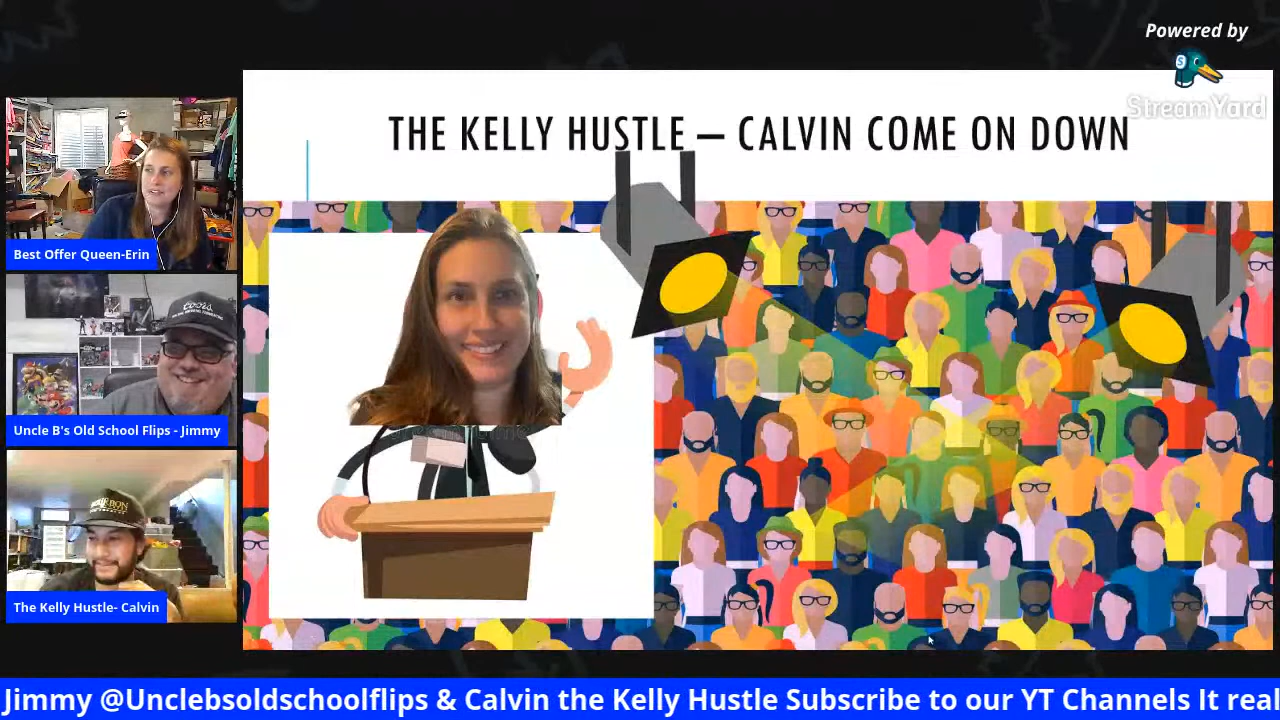 Powered by
StreamYard
THE KELLY HUSTLE – CALVIN COME ON DOWN
Best Offer Queen-Erin
Coors
Uncle B's Old School Flips - Jimmy
The Kelly Hustle- Calvin
Jimmy @Unclebsoldschoolflips & Calvin the Kelly Hustle Subscribe to our YT Channels It real